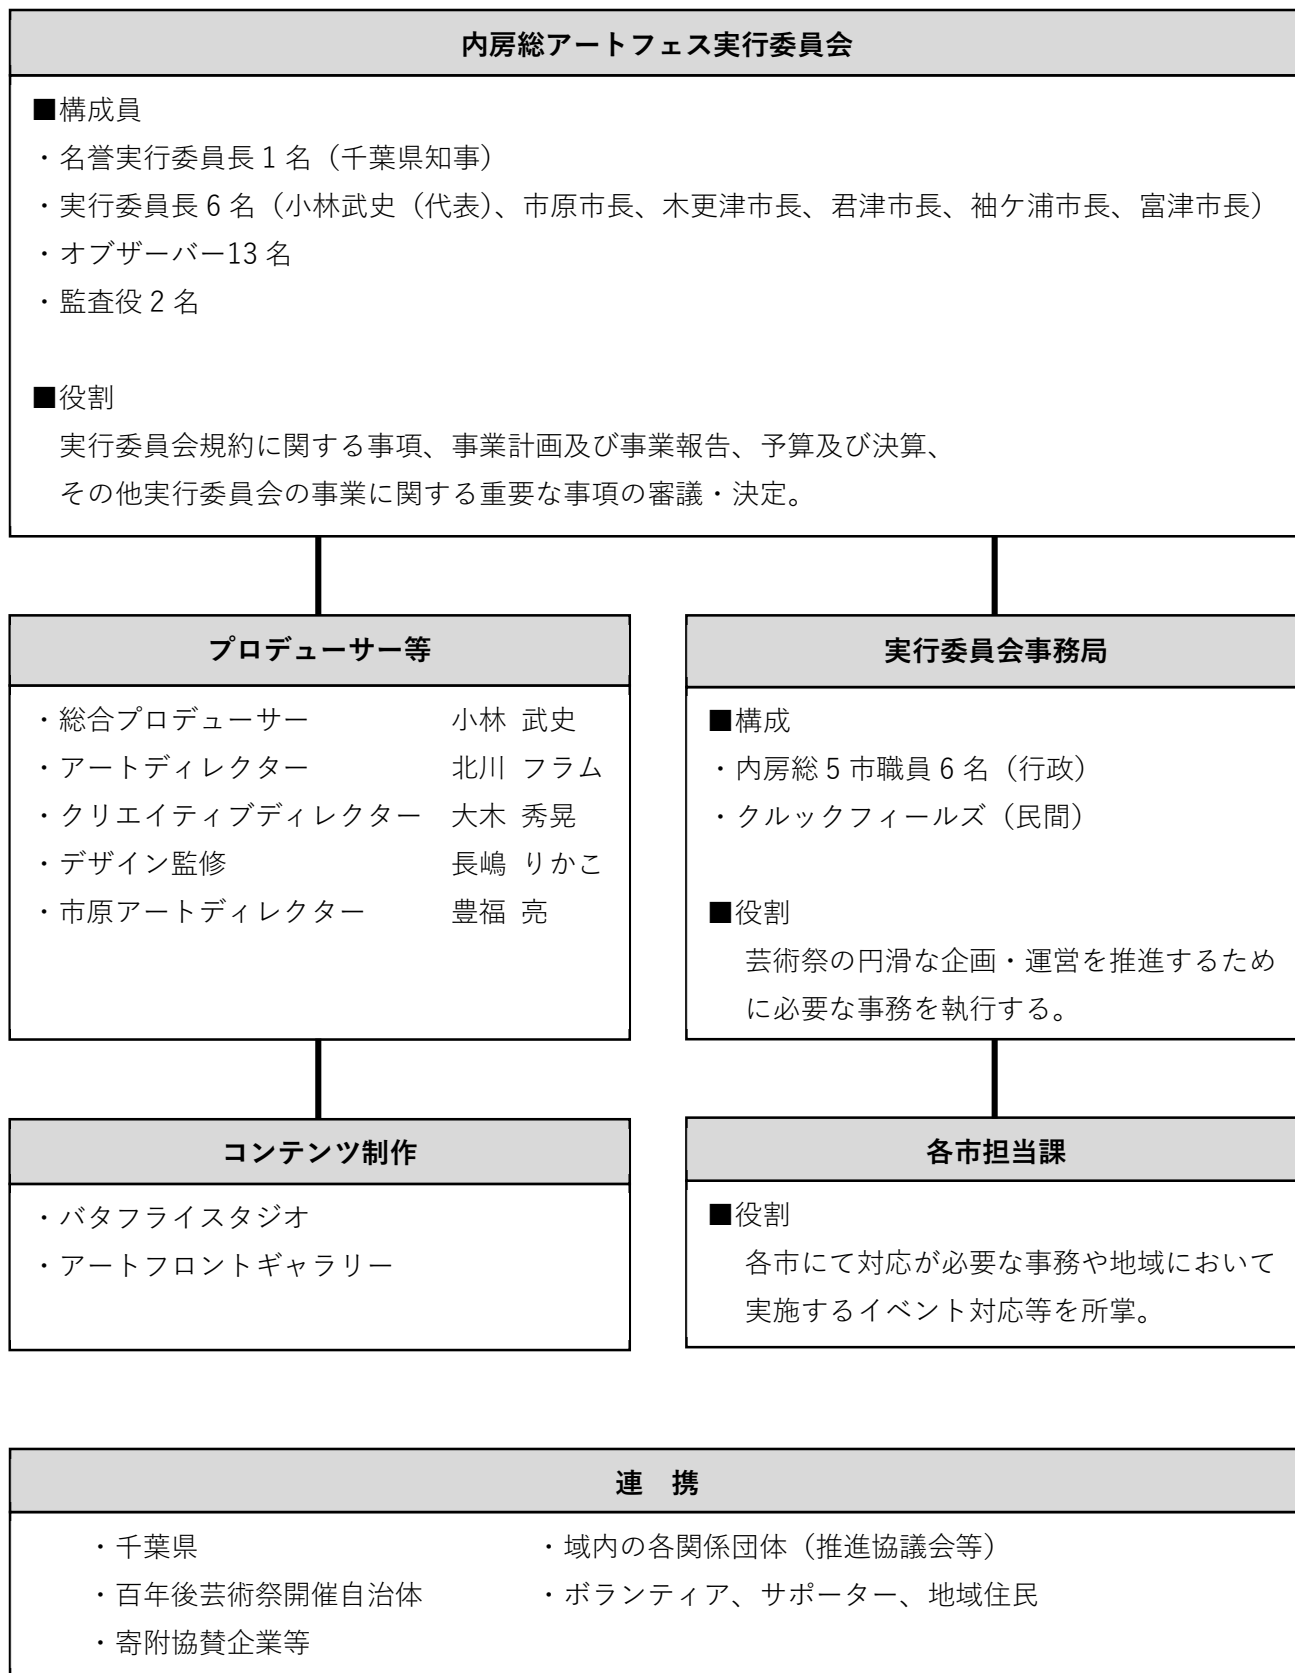 内房総アートフェス実行委員会
■構成員
・名誉実行委員長 1 名（千葉県知事）
・実行委員長 6 名（小林武史（代表）、市原市長、木更津市長、君津市長、袖ケ浦市長、富津市長）
・オブザーバー13 名
・監査役 2 名
■役割
実行委員会規約に関する事項、事業計画及び事業報告、予算及び決算、
その他実行委員会の事業に関する重要な事項の審議・決定。
プロデューサー等
・総合プロデューサー 小林 武史
・アートディレクター 北川 フラム
・クリエイティブディレクター 大木 秀晃
・デザイン監修 長嶋 りかこ
・市原アートディレクター 豊福 亮
実行委員会事務局
■構成
・内房総 5 市職員 6 名（行政）
・クルックフィールズ（民間）
■役割
芸術祭の円滑な企画・運営を推進するため
に必要な事務を執行する。
コンテンツ制作
・バタフライスタジオ
・アートフロントギャラリー
各市担当課
■役割
各市にて対応が必要な事務や地域において
実施するイベント対応等を所掌。
連　携
・千葉県
・百年後芸術祭開催自治体
・寄附協賛企業等
・域内の各関係団体（推進協議会等）
・ボランティア、サポーター、地域住民